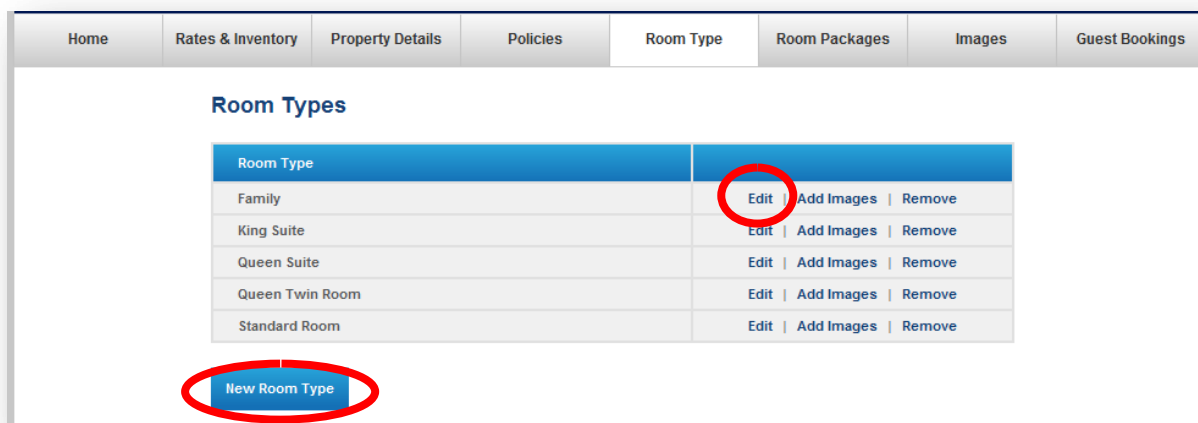 Home Rates & Inventory Property Details Policies Room Type Room Packages Images Guest Bookings
Room Types
Room Type
Family Edit | Add Images | Remove
King Suite Edit | Add Images | Remove
Queen Suite Edit | Add Images | Remove
Queen Twin Room Edit | Add Images | Remove
Standard Room Edit | Add Images | Remove
New Room Type